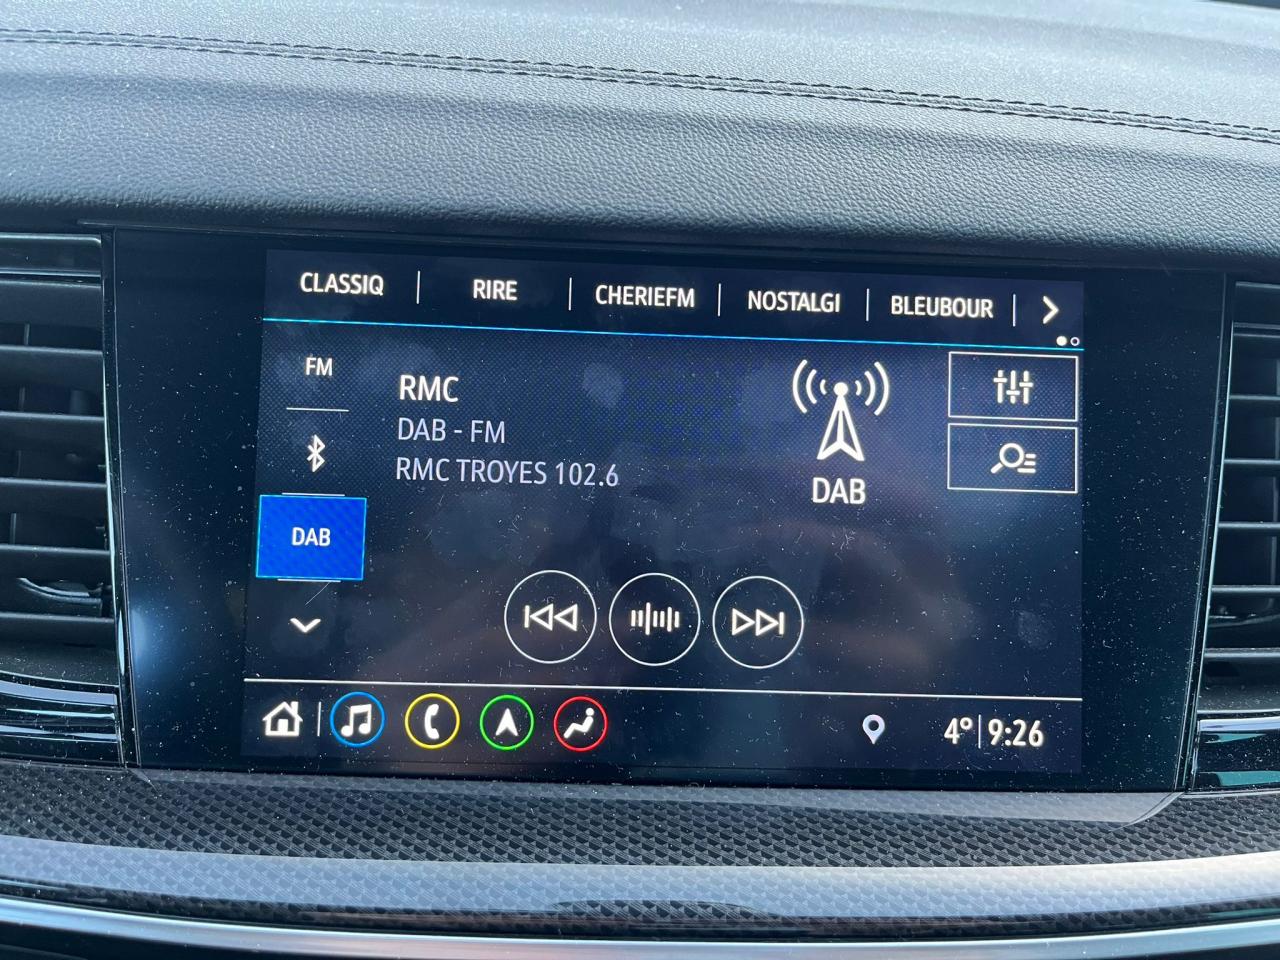 CLASSIQ | RIRE | CHERIEFM | NOSTALGI | BLEUBOUR
FM
RMC
DAB - FM
RMC TROYES 102.6
DAB
DAB
4° | 9:26